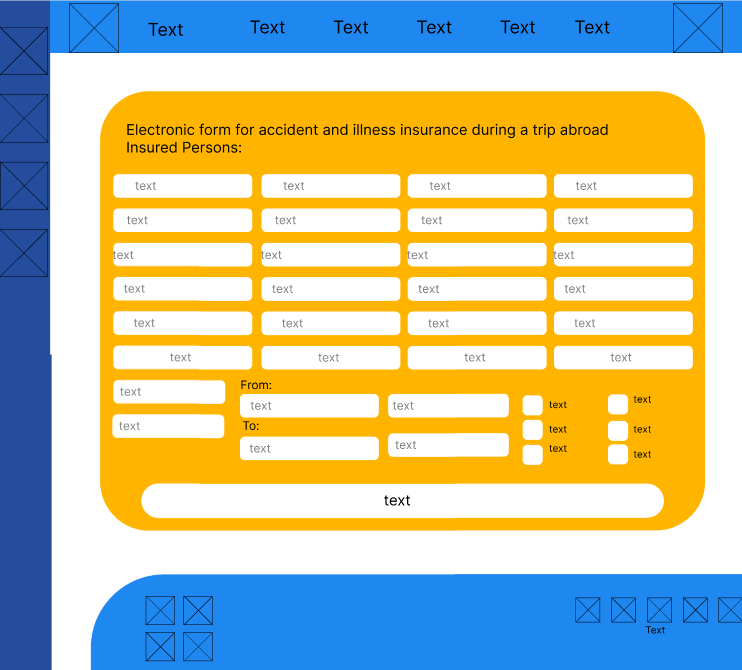 Text Text Text Text Text Text
Electronic form for accident and illness insurance during a trip abroad
Insured Persons:
text text text text
text text text text
text text text text
text text text text
text text text text
text text text text
text
From:
text text text text
To:
text text text
text text text text
text
Text